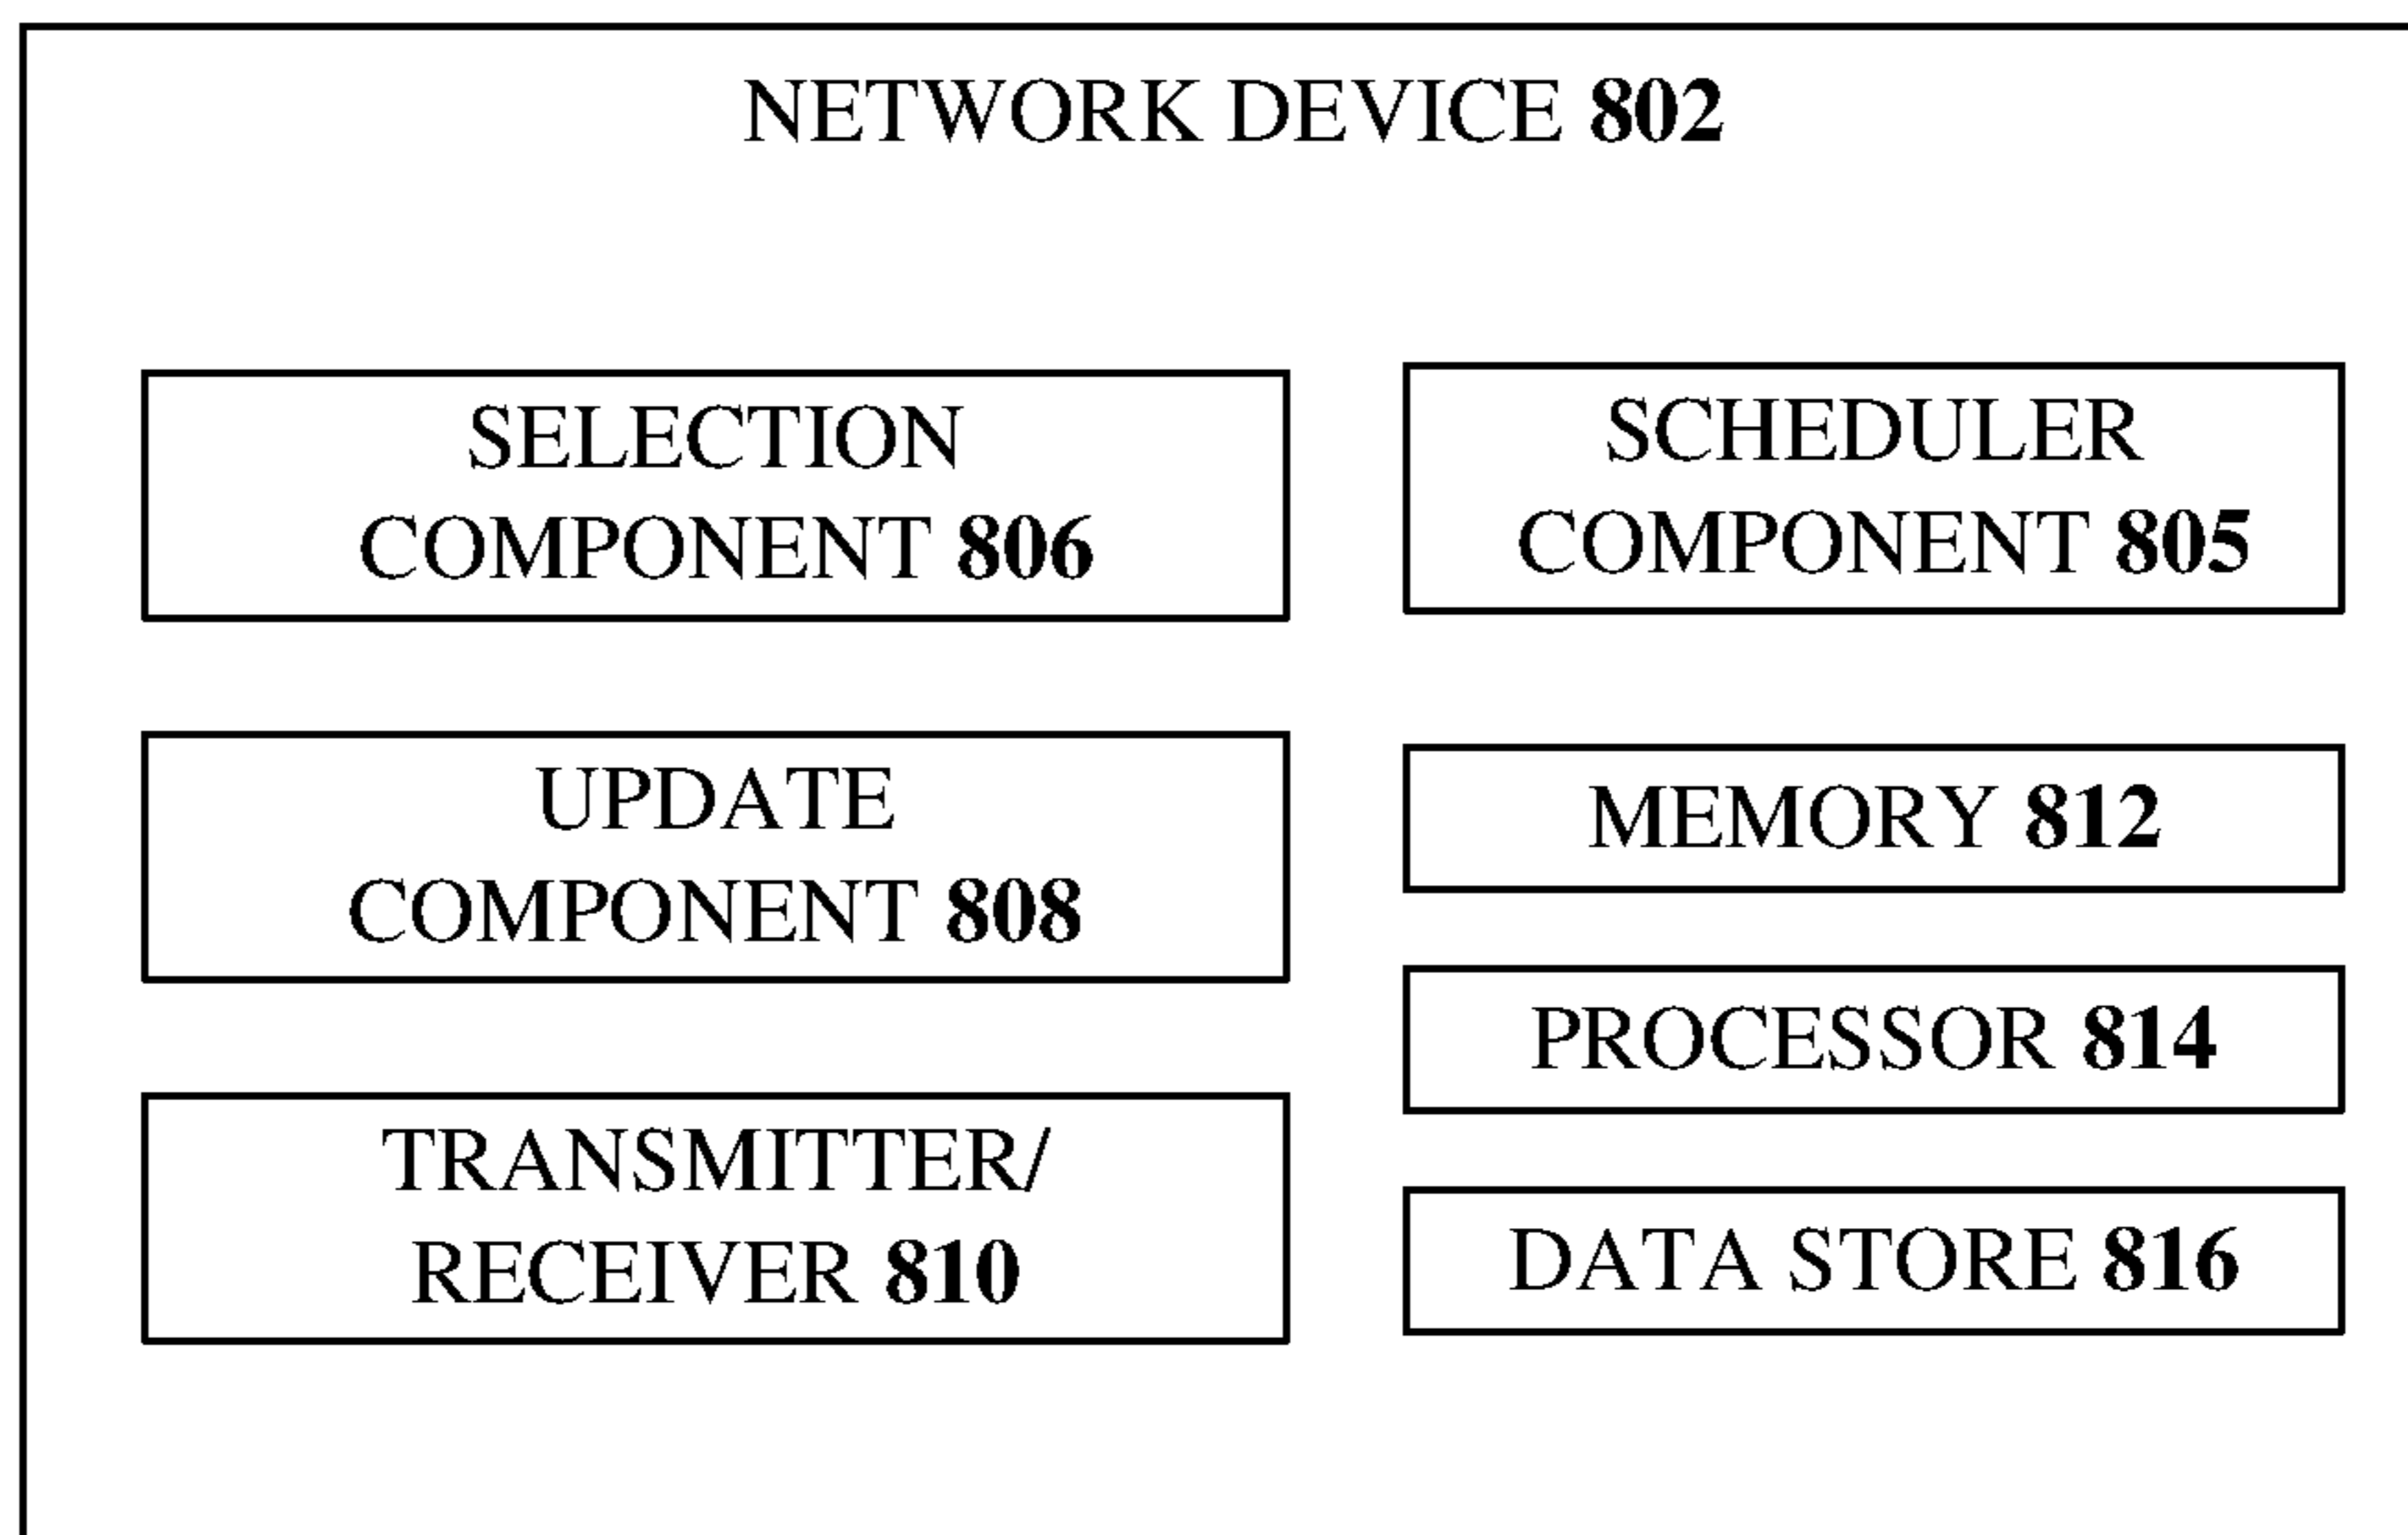 NETWORK DEVICE 802
SELECTION
COMPONENT 806
SCHEDULER
COMPONENT 805
UPDATE
COMPONENT 808
MEMORY 812
PROCESSOR 814
TRANSMITTER/
RECEIVER 810
DATA STORE 816